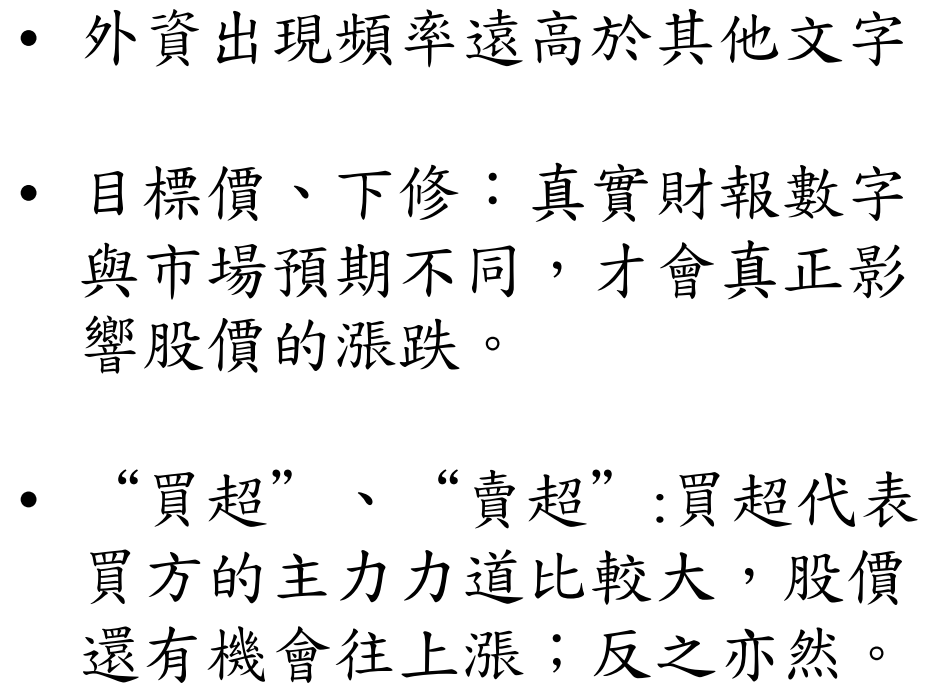 • 外資出現頻率遠高於其他文字
• 目標價、下修：真實財報數字
與市場預期不同，才會真正影
響股價的漲跌。
• “買超”、“賣超”:買超代表
買方的主力力道比較大，股價
還有機會往上漲；反之亦然。